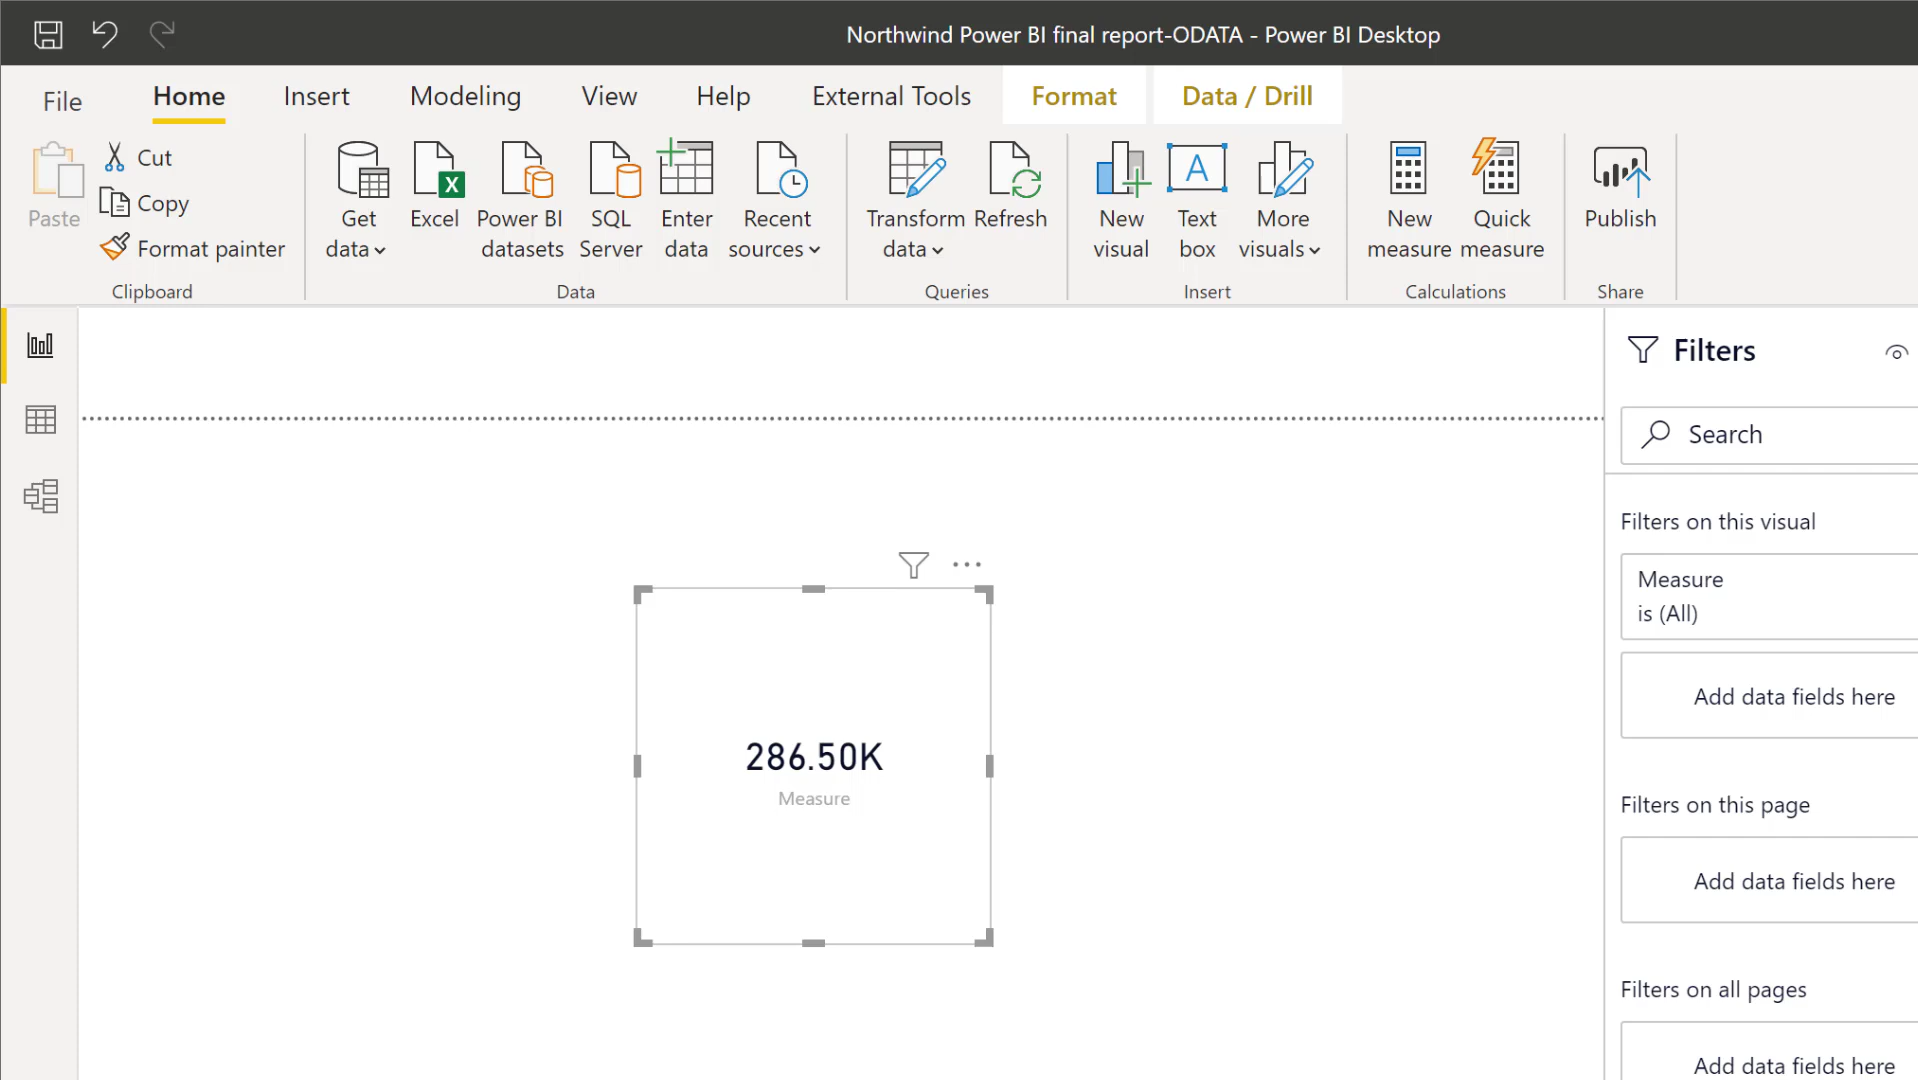 Northwind Power BI final report-ODATA - Power BI Desktop
File
Home
Insert
Modeling
View
Help
External Tools
Format
Data / Drill
Paste
Cut
Copy
Format painter
Clipboard
Get
data
Excel
Power BI
datasets
SQL
Server
Enter
data
Recent
sources
Data
Transform
data
Refresh
Queries
New
visual
Text
box
More
visuals
Insert
New
measure
Quick
measure
Calculations
Publish
Share
Filters
Search
Filters on this visual
Measure
is (All)
Add data fields here
Filters on this page
Add data fields here
Filters on all pages
Add data fields here
286.50K
Measure